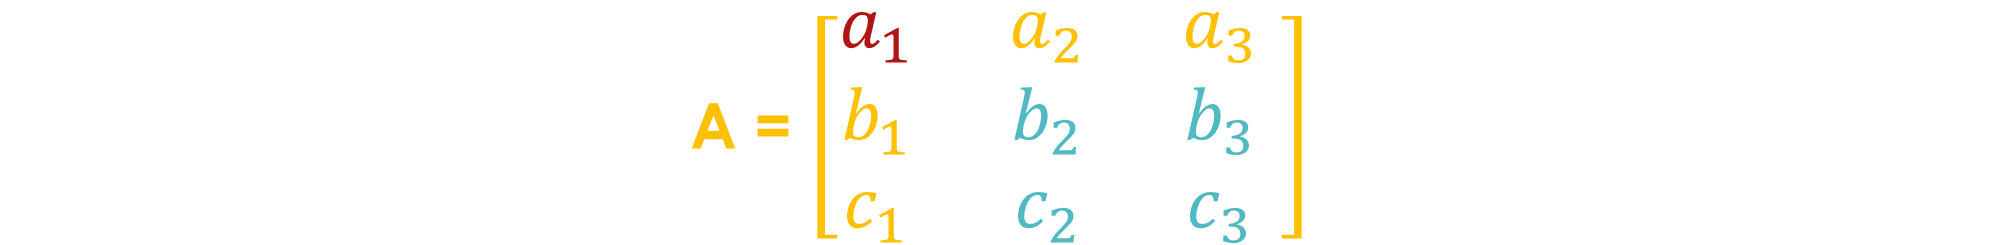 a₁ a₂ a₃
A = b₁ b₂ b₃
c₁ c₂ c₃